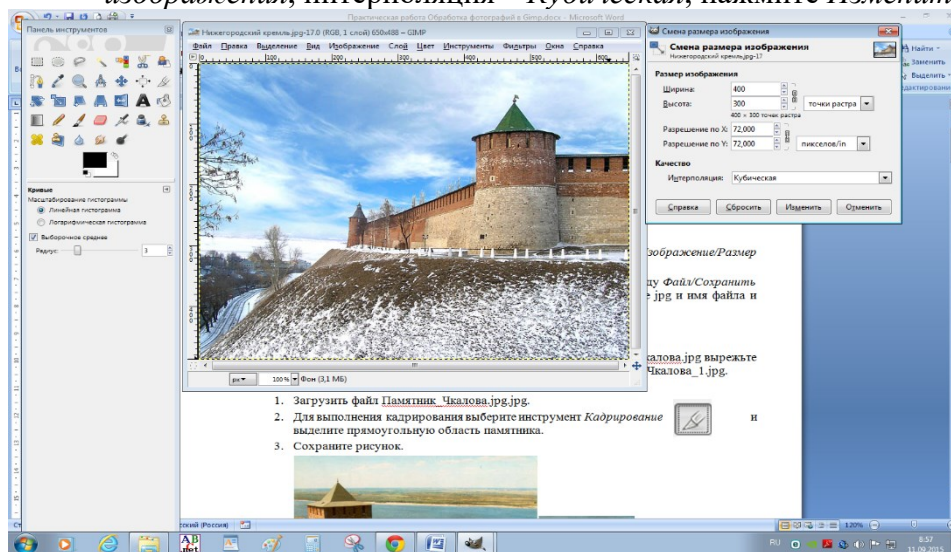 изображения, интерполяция – Кубическая, нажмите Изменить
Практическая работа Обработка фотографий в Gimp.docx - Microsoft Word
Панель инструментов
Нижегородский кремль.jpg-17.0 (RGB, 1 слой) 650x488 – GIMP
Файл Правка Выделение Вид Изображение Слой Цвет Инструменты Фильтры Окна Справка
Кривые
Масштабирование гистограммы
Линейная гистограмма
Логарифмическая гистограмма
Выборочное среднее
Радиус: 3
px 100% Фон (3,1 МБ)
Смена размера изображения
Смена размера изображения
Нижегородский кремль.jpg-17
Размер изображения
Ширина: 400
Высота: 300 точки растра
400 × 300 точек растра
Разрешение по X: 72,000
Разрешение по Y: 72,000 пикселов/in
Качество
Интерполяция: Кубическая
Справка Сбросить Изменить Отменить
Найти
Заменить
Выделить
зображение/Размер
ду Файл/Сохранить
е jpg и имя файла и
калова.jpg вырежьте
Чкалова_1.jpg.
1. Загрузить файл Памятник_Чкалова.jpg.jpg.
2. Для выполнения кадрирования выберите инструмент Кадрирование и
выделите прямоугольную область памятника.
3. Сохраните рисунок.
ский (Россия)
120%
ABBYY
RU
8:57
11.09.2015